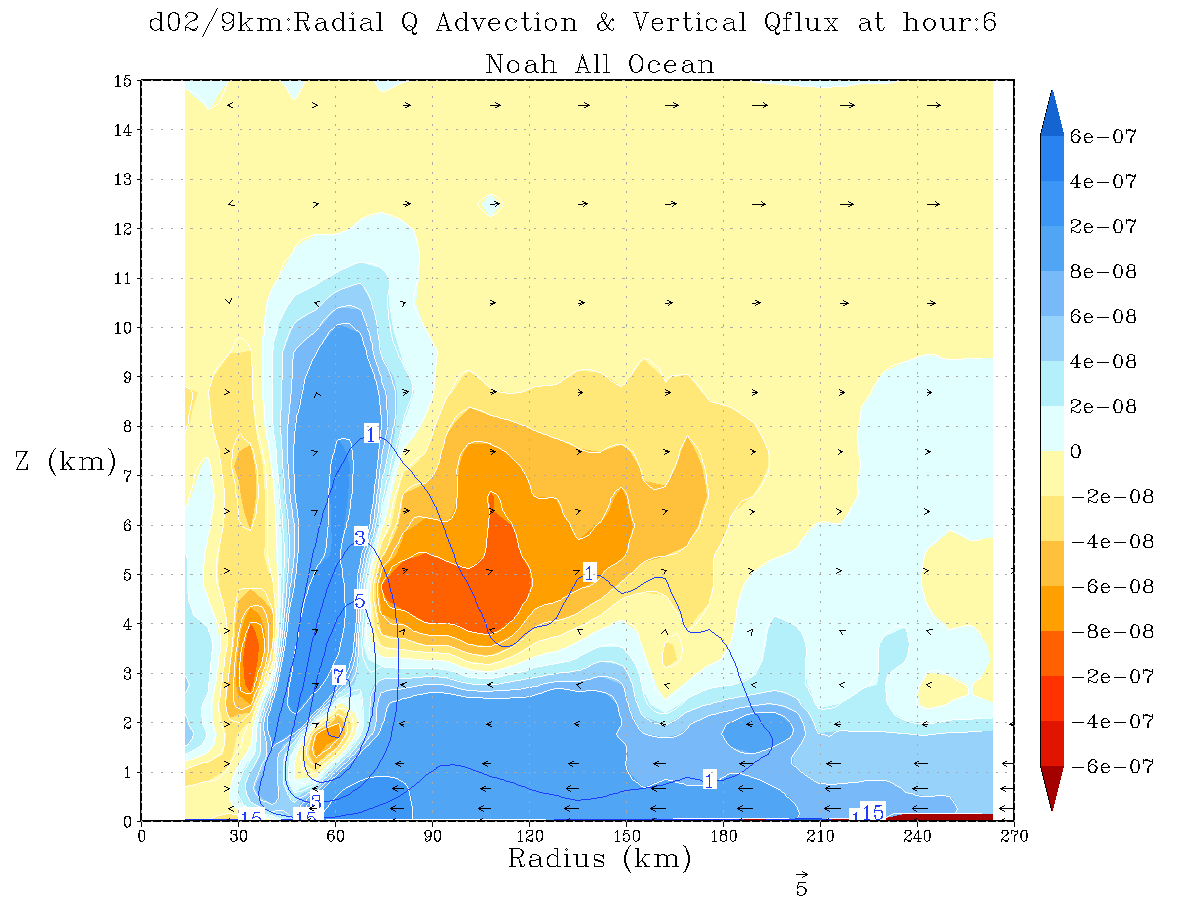 d02/9km:Radial Q Advection & Vertical Qflux at hour:6
Noah All Ocean
15
14
13
12
11
10
9
8
7
6
5
4
3
2
1
0
Z (km)
1
3
5
7
1
1
15
15
15
0 30 60 90 120 150 180 210 240 270
Radius (km)
5
6e-07
4e-07
2e-07
8e-08
6e-08
4e-08
2e-08
0
-2e-08
-4e-08
-6e-08
-8e-08
-2e-07
-4e-07
-6e-07